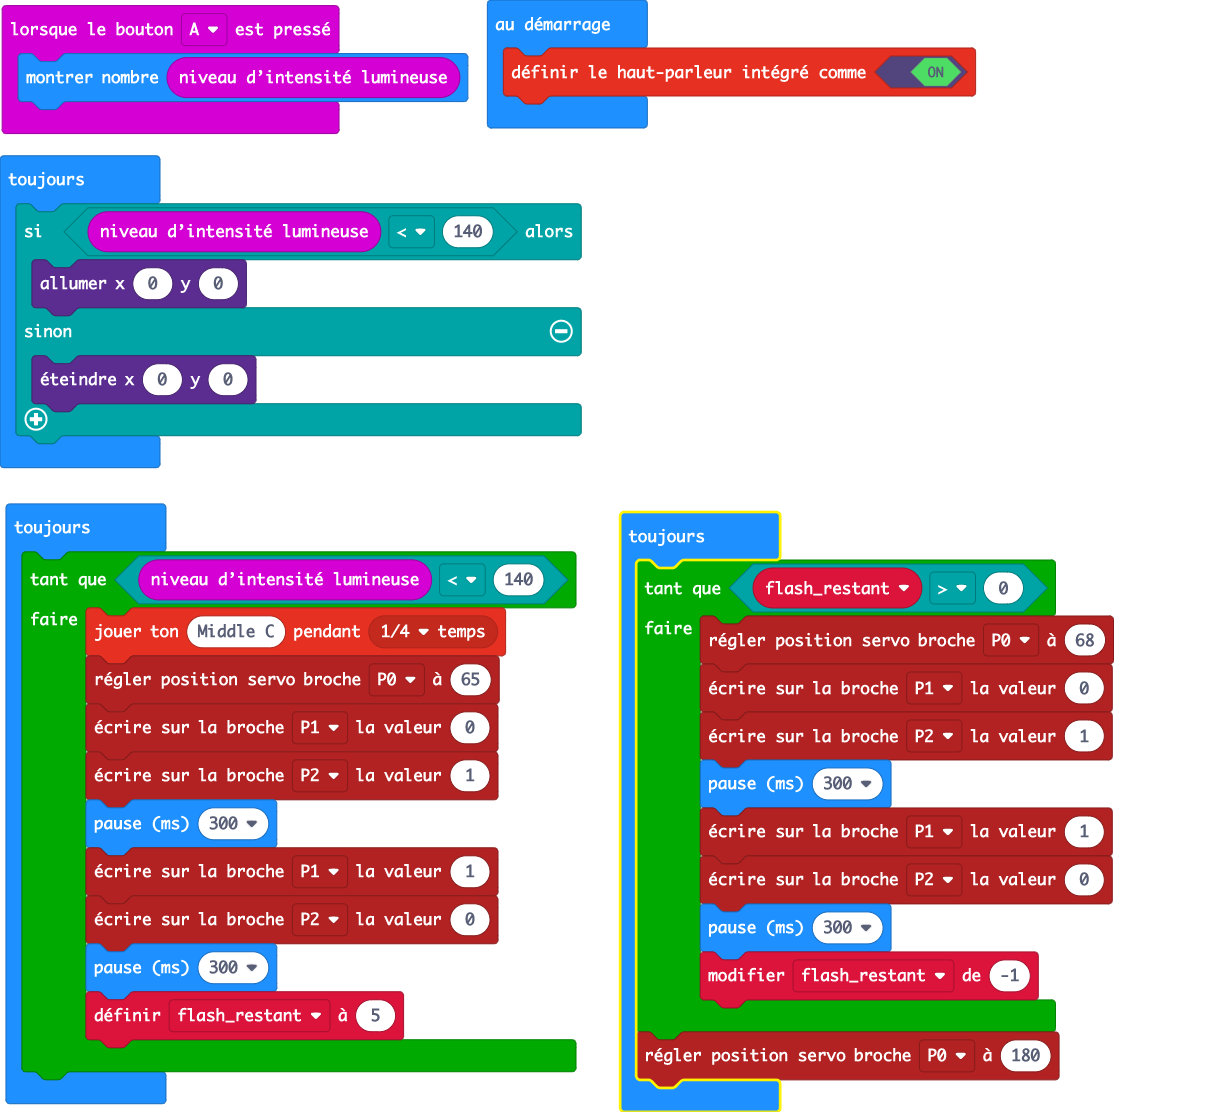 lorsque le bouton A est pressé
montrer nombre niveau d'intensité lumineuse
au démarrage
définir le haut-parleur intégré comme ON
toujours
si niveau d'intensité lumineuse < 140 alors
allumer x 0 y 0
sinon
éteindre x 0 y 0
toujours
tant que niveau d'intensité lumineuse < 140
faire
jouer ton Middle C pendant 1/4 temps
régler position servo broche P0 à 65
écrire sur la broche P1 la valeur 0
écrire sur la broche P2 la valeur 1
pause (ms) 300
écrire sur la broche P1 la valeur 1
écrire sur la broche P2 la valeur 0
pause (ms) 300
définir flash_restant à 5
toujours
tant que flash_restant > 0
faire
régler position servo broche P0 à 68
écrire sur la broche P1 la valeur 0
écrire sur la broche P2 la valeur 1
pause (ms) 300
écrire sur la broche P1 la valeur 1
écrire sur la broche P2 la valeur 0
pause (ms) 300
modifier flash_restant de -1
régler position servo broche P0 à 180